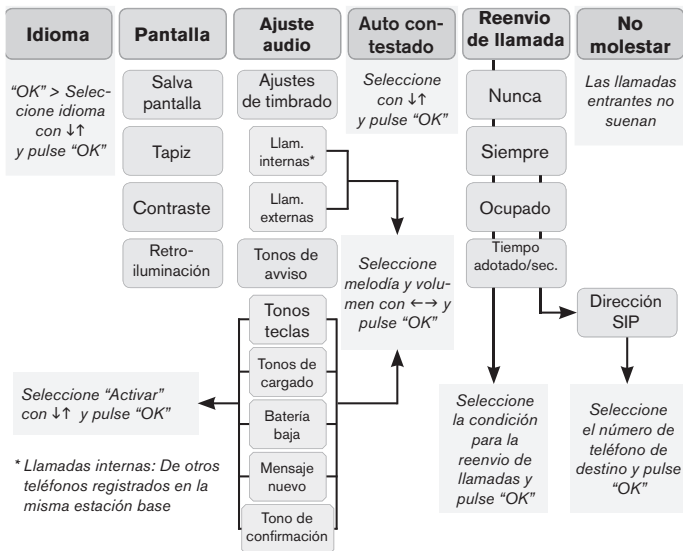 Idioma
“OK” > Selec-
cione idioma
con ↓↑
y pulse “OK”
Pantalla
Salva
pantalla
Tapiz
Contraste
Retro-
iluminación
Ajuste
audio
Ajustes
de timbrado
Llam.
internas*
Llam.
externas
Tonos de
avviso
Tonos
teclas
Tonos de
cargado
Batería
baja
Mensaje
nuevo
Tono de
confirmación
Seleccione “Activar”
con ↓↑ y pulse “OK”
* Llamadas internas: De otros
teléfonos registrados en la
misma estación base
Auto con-
testado
Seleccione
con ↓↑
y pulse “OK”
Seleccione
melodía y volu-
men con ←→ y
pulse “OK”
Reenvio
de llamada
Nunca
Siempre
Ocupado
Tiempo
adotado/sec.
Seleccione
la condición
para la
reenvio de
llamadas y
pulse “OK”
No
molestar
Las llamadas
entrantes no
suenan
Dirección
SIP
Seleccione
el número de
teléfono de
destino y pulse
“OK”